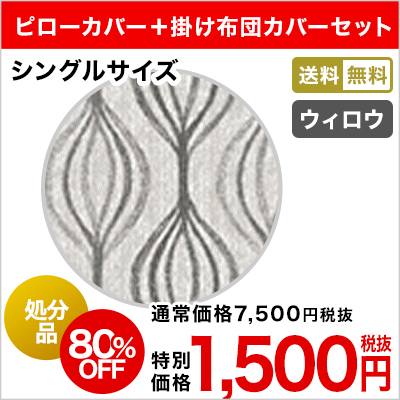 ピローカバー＋掛け布団カバーセット
シングルサイズ
送料 無料
ウィロウ
処分品
80%OFF
通常価格7,500円税抜
特別価格1,500円税抜